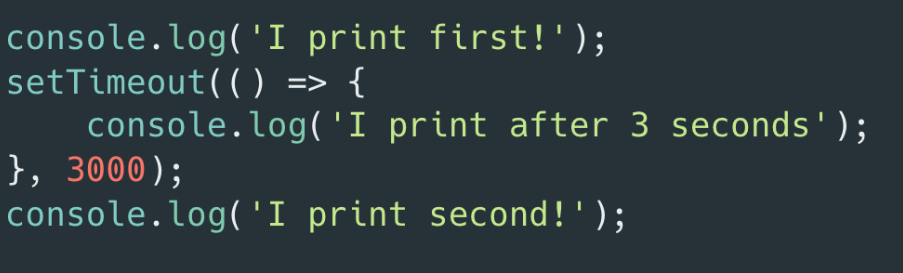 console.log('I print first!');
setTimeout(() => {
    console.log('I print after 3 seconds');
}, 3000);
console.log('I print second!');